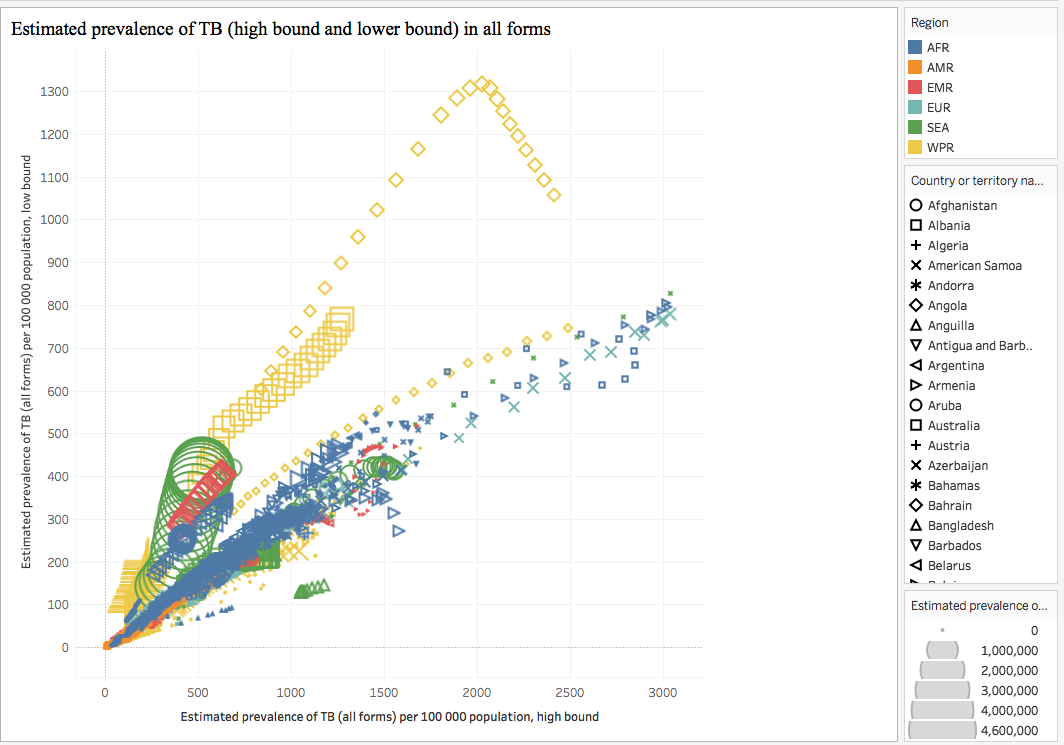 Estimated prevalence of TB (high bound and lower bound) in all forms
Estimated prevalence of TB (all forms) per 100 000 population, low bound
1300
1200
1100
1000
900
800
700
600
500
400
300
200
100
0
0 500 1000 1500 2000 2500 3000
Estimated prevalence of TB (all forms) per 100 000 population, high bound
Region
AFR
AMR
EMR
EUR
SEA
WPR
Country or territory na...
Afghanistan
Albania
Algeria
American Samoa
Andorra
Angola
Anguilla
Antigua and Barb..
Argentina
Armenia
Aruba
Australia
Austria
Azerbaijan
Bahamas
Bahrain
Bangladesh
Barbados
Belarus
Estimated prevalence o...
0
1,000,000
2,000,000
3,000,000
4,000,000
4,600,000